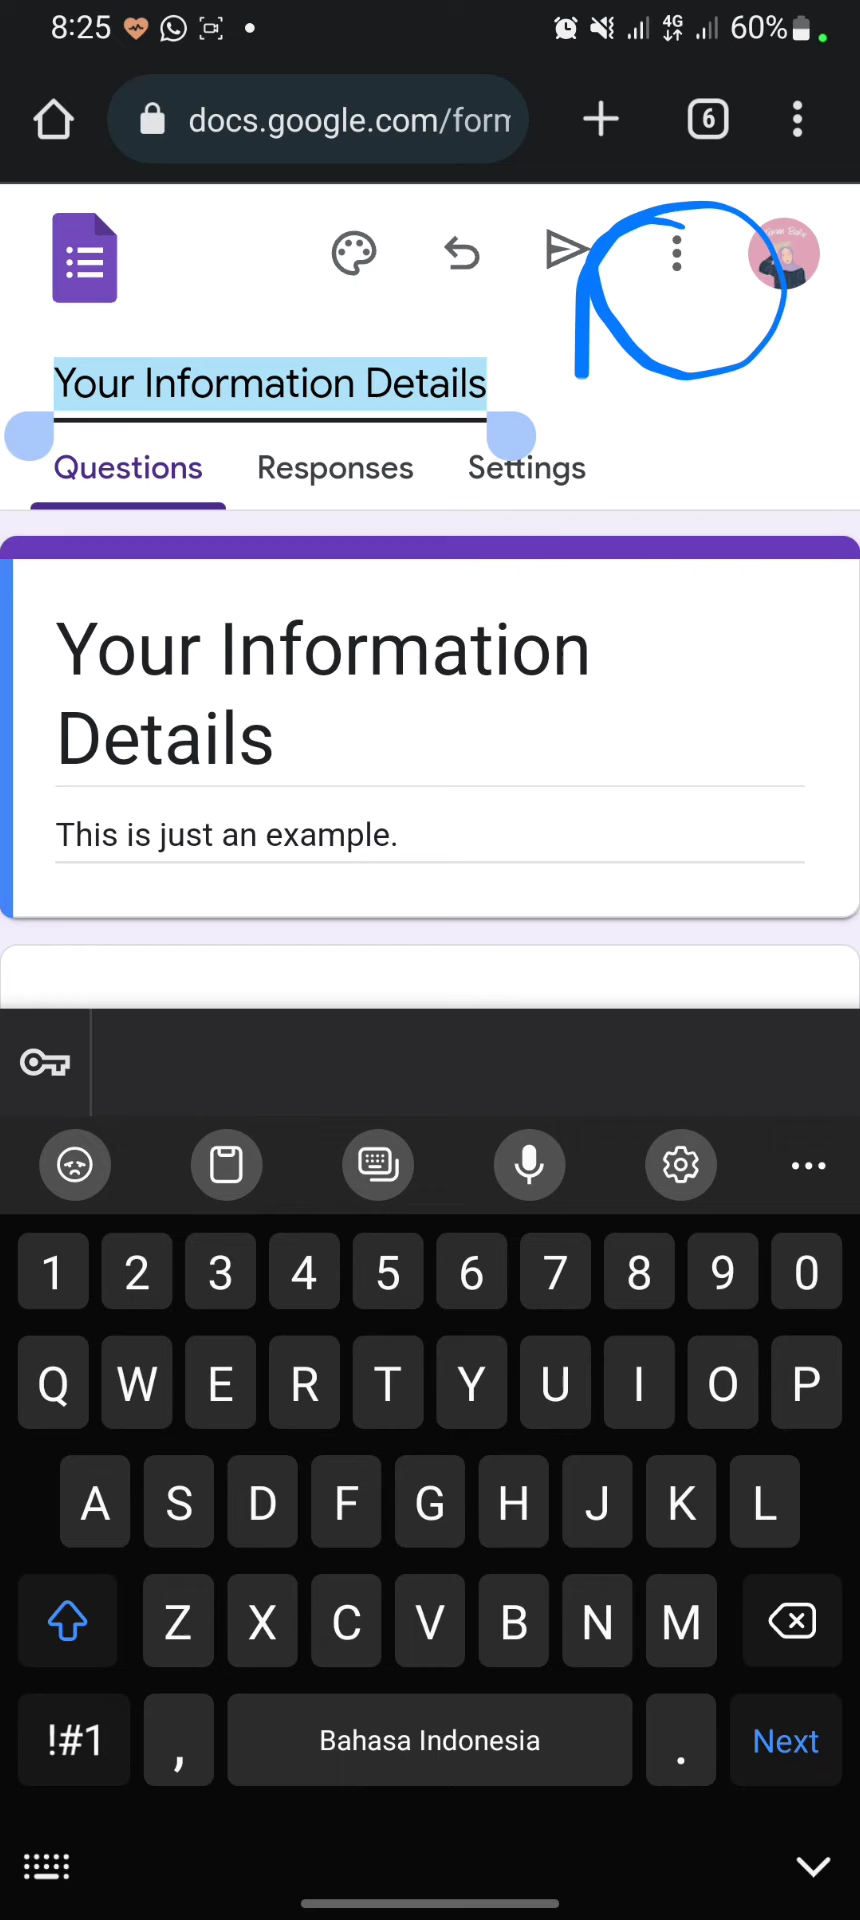 8:25 4G 60%
docs.google.com/form 6
Your Information Details
Questions Responses Settings
Your Information
Details
This is just an example.
1 2 3 4 5 6 7 8 9 0
Q W E R T Y U I O P
A S D F G H J K L
Z X C V B N M
!#1 , Bahasa Indonesia . Next